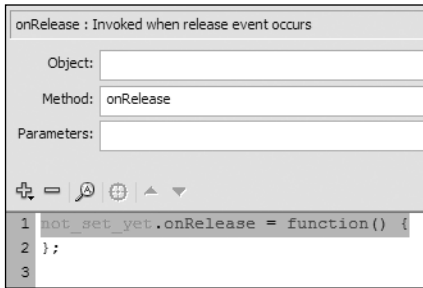 onRelease : Invoked when release event occurs
Object:
Method: onRelease
Parameters:
1 not_set_yet.onRelease = function() {
2 };
3